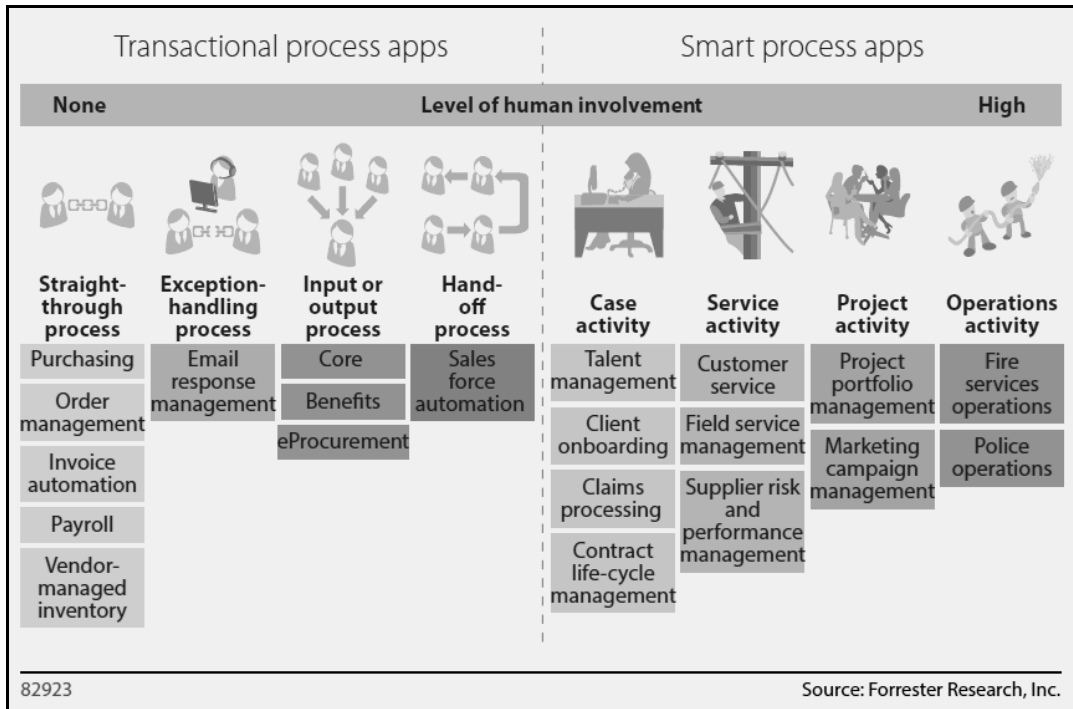 Transactional process apps
Smart process apps
None
Level of human involvement
High
Straight-
through
process
Exception-
handling
process
Input or
output
process
Hand-
off
process
Case
activity
Service
activity
Project
activity
Operations
activity
Purchasing
Order
management
Invoice
automation
Payroll
Vendor-
managed
inventory
Email
response
management
Core
Benefits
eProcurement
Sales
force
automation
Talent
management
Client
onboarding
Claims
processing
Contract
life-cycle
management
Customer
service
Field service
management
Supplier risk
and
performance
management
Project
portfolio
management
Marketing
campaign
management
Fire
services
operations
Police
operations
82923
Source: Forrester Research, Inc.